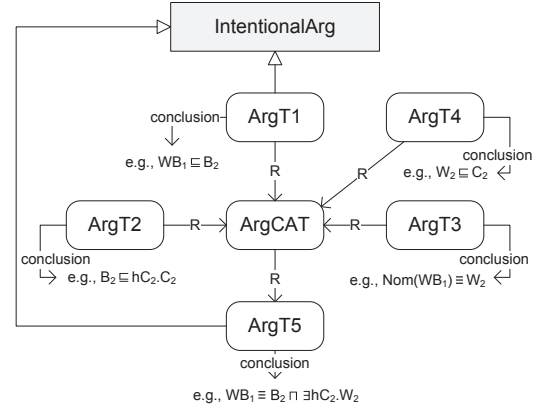 IntentionalArg
conclusion
ArgT1
ArgT4
e.g., WB₁ ⊑ B₂
R
R
conclusion
e.g., W₂ ⊑ C₂
ArgT2
R
ArgCAT
R
ArgT3
conclusion
e.g., B₂ ⊑ hC₂.C₂
R
conclusion
e.g., Nom(WB₁) ≡ W₂
ArgT5
conclusion
e.g., WB₁ ≡ B₂ ⊓ ∃hC₂.W₂